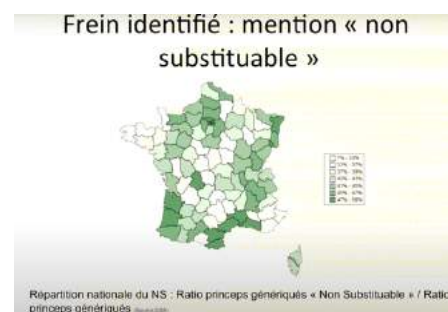 Frein identifié : mention « non
substituable »
Répartition nationale du NS : Ratio princeps génériqués « Non Substituable » / Ratio
princeps génériqués